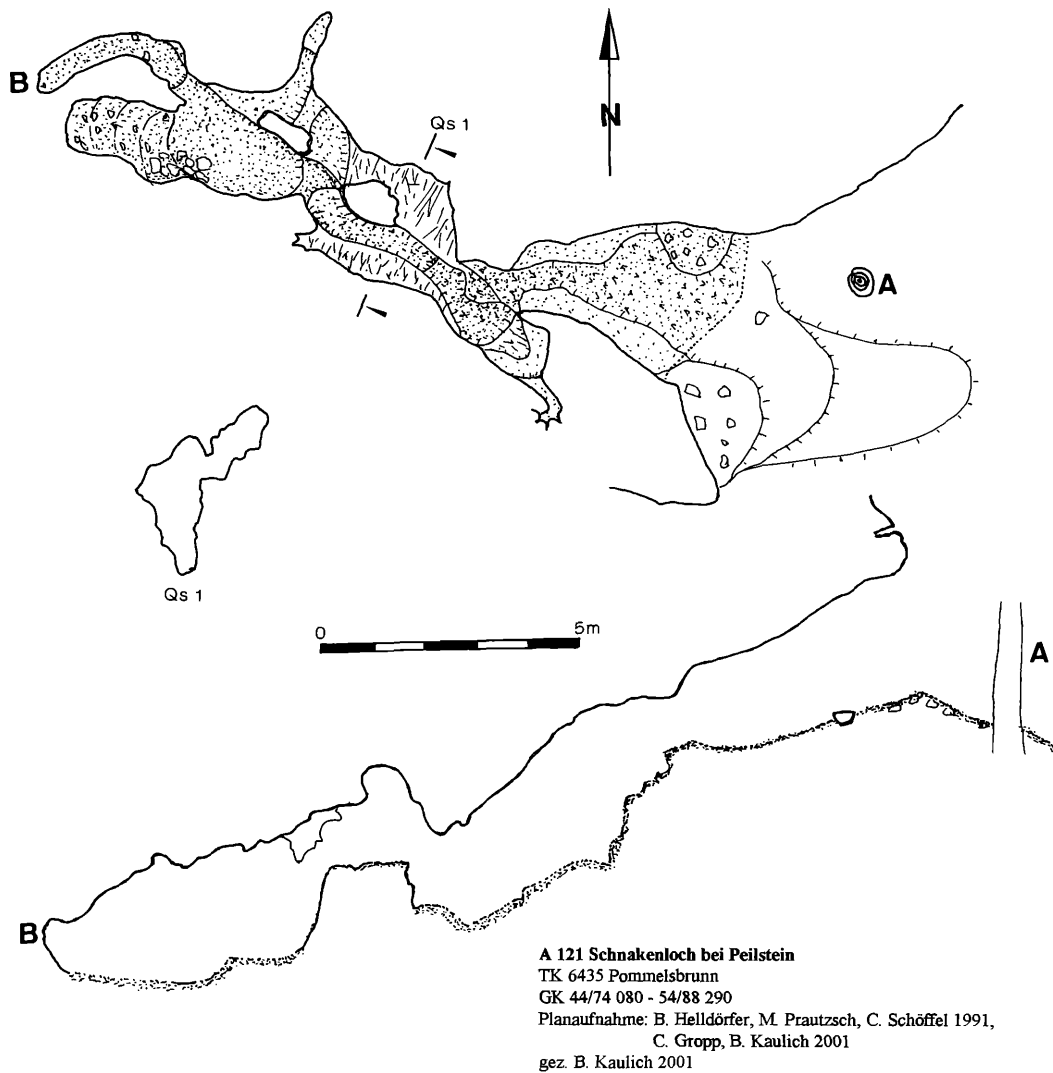 B
N
Qs 1
A
Qs 1
0 5m
A
B
A 121 Schnakenloch bei Peilstein
TK 6435 Pommelsbrunn
GK 44/74 080 - 54/88 290
Planaufnahme: B. Helldörfer, M. Prautzsch, C. Schöffel 1991,
C. Gropp, B. Kaulich 2001
gez. B. Kaulich 2001